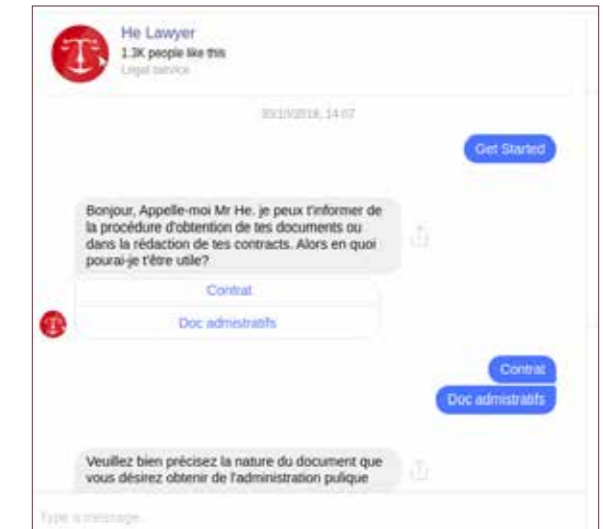 He Lawyer
1.3K people like this
Legal service
14:07
Get Started
Bonjour, Appelle-moi Mr He. je peux t'informer de
la procédure d'obtention de tes documents ou
dans la rédaction de tes contracts. Alors en quoi
pourai-je t'être utile?
Contrat
Doc admistratifs
Contrat
Doc admistratifs
Veuillez bien précisez la nature du document que
vous désirez obtenir de l'administration pulique
Type a message